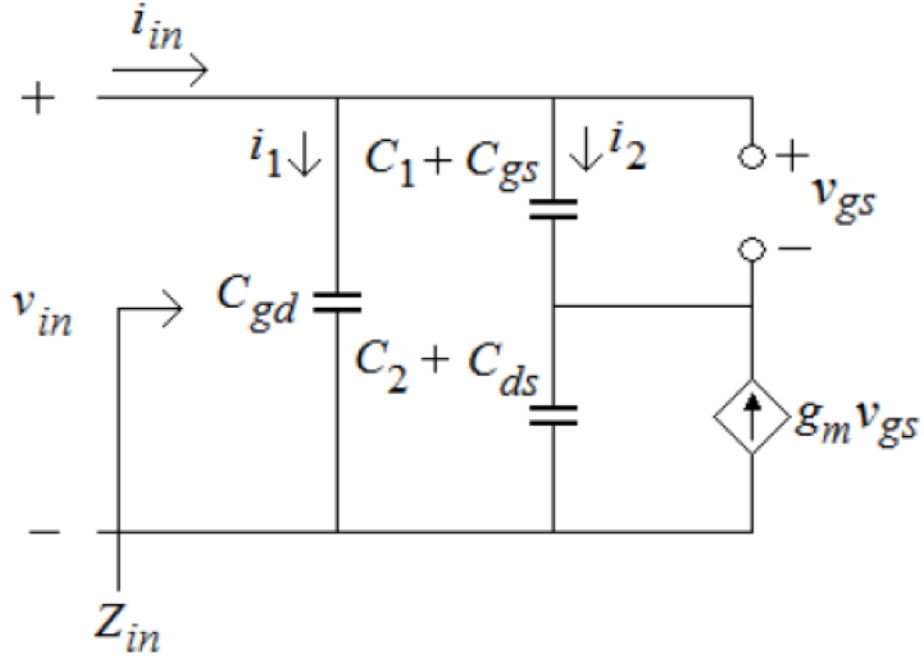 i_in
+
i_1
C_1 + C_gs
i_2
+
v_gs
−
v_in
C_gd
C_2 + C_ds
g_m v_gs
−
Z_in